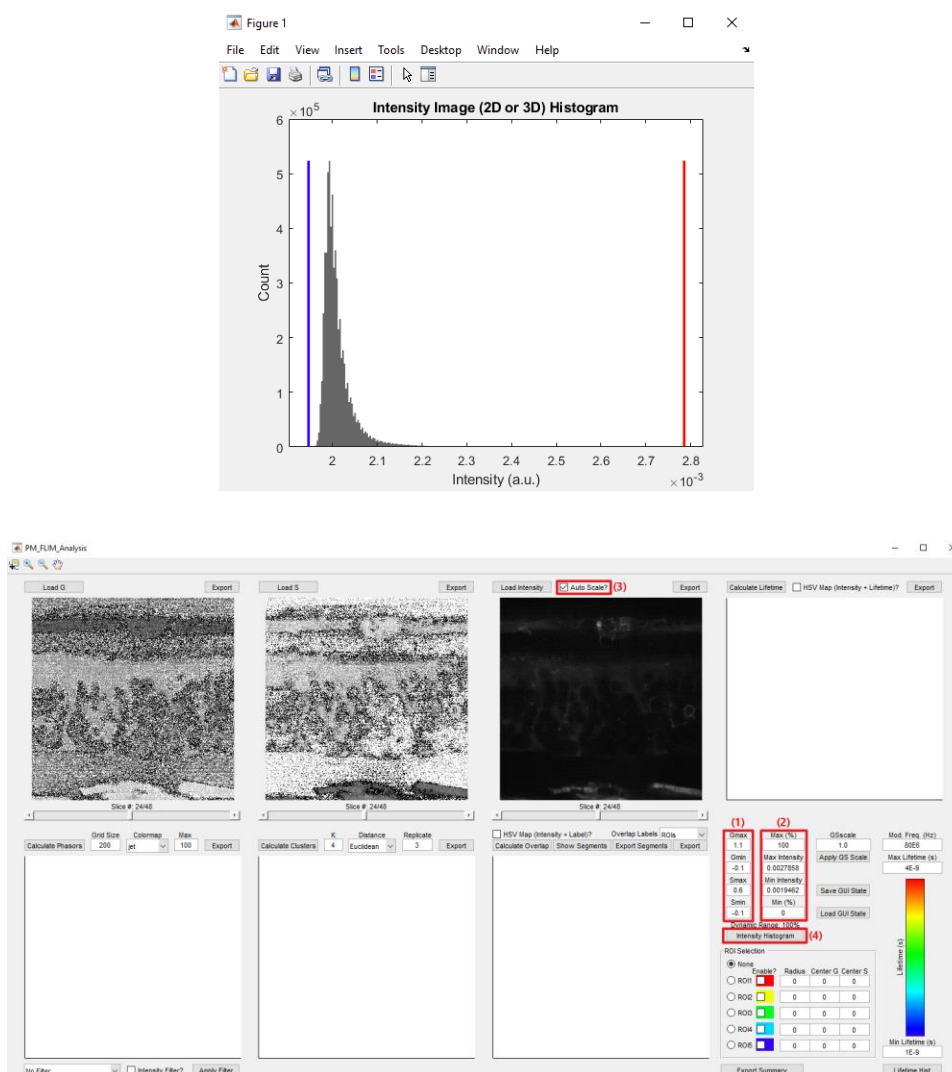 Figure 1
File Edit View Insert Tools Desktop Window Help
Intensity Image (2D or 3D) Histogram
×10^5
6
5
4
3
2
1
0
Count
2 2.1 2.2 2.3 2.4 2.5 2.6 2.7 2.8
Intensity (a.u.)
×10^-3
PM_FLIM_Analysis
Load G Export Load S Export Load Intensity Auto Scale? (3) Export Calculate Lifetime HSV Map (Intensity + Lifetime)? Export
Slice #: 24/48 Slice #: 24/48 Slice #: 24/48
Grid Size Colormap Max K Distance Replicate HSV Map (Intensity + Label)? Overlap Labels ROIs
Calculate Phasors 200 jet 100 Export Calculate Clusters 4 Euclidean 3 Export Calculate Overlap Show Segments Export Segments Export
(1) (2)
Gmax Max (%) GSscale Mod. Freq. (Hz)
1.1 100 1.0 80E6
Gmin Max Intensity Apply GS Scale Max Lifetime (s)
-0.1 0.0027858 4E-9
Smax Min Intensity
0.6 0.0019462 Save GUI State
Smin Min (%)
-0.1 0 Load GUI State
Dynamic Range: 100%
Intensity Histogram (4)
ROI Selection
None
Enable? Radius Center G Center S
ROI1 0 0 0
ROI2 0 0 0
ROI3 0 0 0
ROI4 0 0 0
ROI5 0 0 0
Lifetime (s)
Min Lifetime (s)
1E-9
No Filter Intensity Filter? Apply Filter Export Summary Lifetime Hist